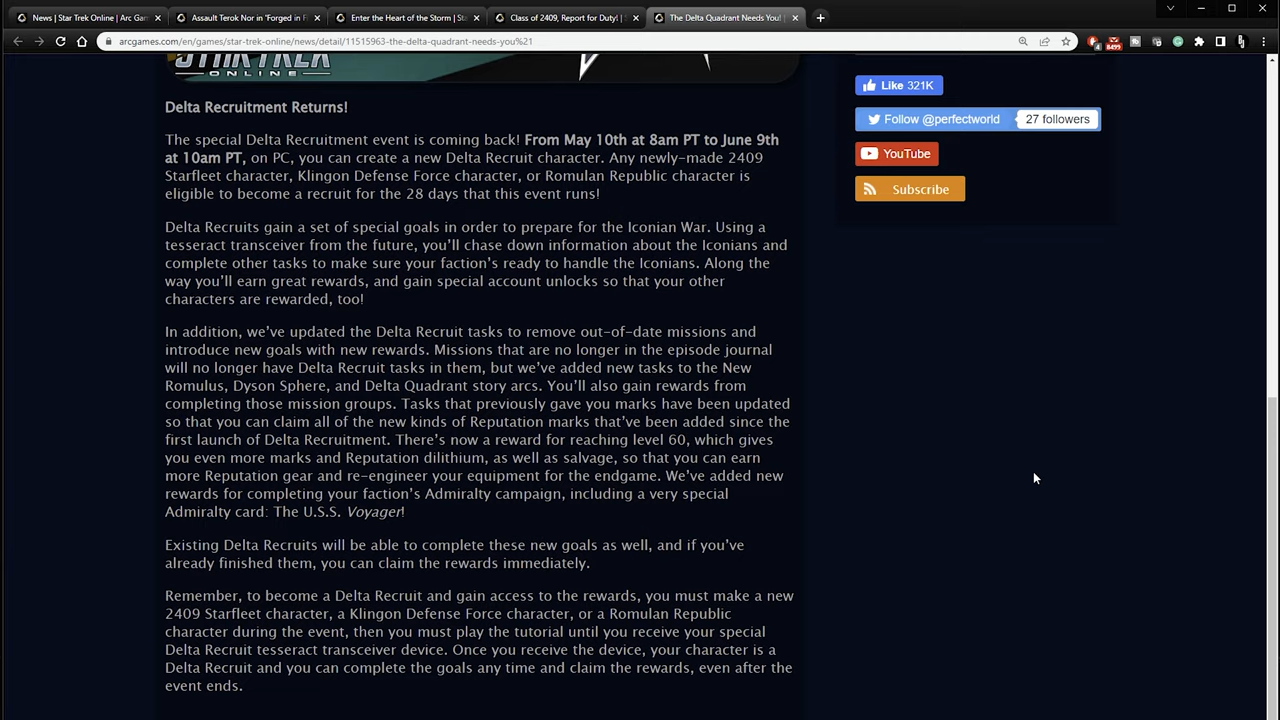 News | Star Trek Online | Arc Gam
Assault Terok Nor in 'Forged in F
Enter the Heart of the Storm | St
Class of 2409, Report for Duty! |
The Delta Quadrant Needs You! |
arcgames.com/en/games/star-trek-online/news/detail/11515963-the-delta-quadrant-needs-you%21
4
8499
STAR TREK
ONLINE
Delta Recruitment Returns!
The special Delta Recruitment event is coming back! From May 10th at 8am PT to June 9th
at 10am PT, on PC, you can create a new Delta Recruit character. Any newly-made 2409
Starfleet character, Klingon Defense Force character, or Romulan Republic character is
eligible to become a recruit for the 28 days that this event runs!
Delta Recruits gain a set of special goals in order to prepare for the Iconian War. Using a
tesseract transceiver from the future, you'll chase down information about the Iconians and
complete other tasks to make sure your faction's ready to handle the Iconians. Along the
way you'll earn great rewards, and gain special account unlocks so that your other
characters are rewarded, too!
In addition, we've updated the Delta Recruit tasks to remove out-of-date missions and
introduce new goals with new rewards. Missions that are no longer in the episode journal
will no longer have Delta Recruit tasks in them, but we've added new tasks to the New
Romulus, Dyson Sphere, and Delta Quadrant story arcs. You'll also gain rewards from
completing those mission groups. Tasks that previously gave you marks have been updated
so that you can claim all of the new kinds of Reputation marks that've been added since the
first launch of Delta Recruitment. There's now a reward for reaching level 60, which gives
you even more marks and Reputation dilithium, as well as salvage, so that you can earn
more Reputation gear and re-engineer your equipment for the endgame. We've added new
rewards for completing your faction's Admiralty campaign, including a very special
Admiralty card: The U.S.S. Voyager!
Existing Delta Recruits will be able to complete these new goals as well, and if you've
already finished them, you can claim the rewards immediately.
Remember, to become a Delta Recruit and gain access to the rewards, you must make a new
2409 Starfleet character, a Klingon Defense Force character, or a Romulan Republic
character during the event, then you must play the tutorial until you receive your special
Delta Recruit tesseract transceiver device. Once you receive the device, your character is a
Delta Recruit and you can complete the goals any time and claim the rewards, even after the
event ends.
Like 321K
Follow @perfectworld
27 followers
YouTube
Subscribe